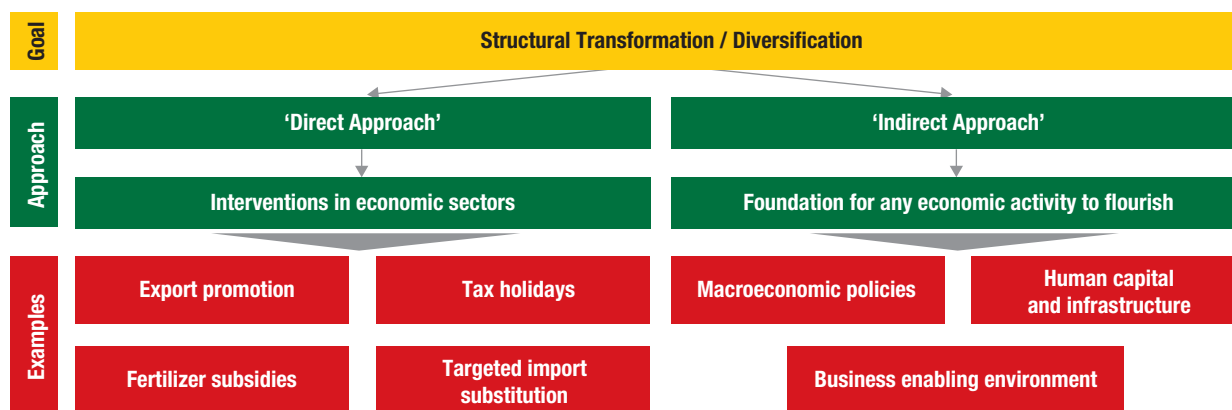 Goal
Structural Transformation / Diversification
Approach
‘Direct Approach’
‘Indirect Approach’
Interventions in economic sectors
Foundation for any economic activity to flourish
Examples
Export promotion
Tax holidays
Macroeconomic policies
Human capital
and infrastructure
Fertilizer subsidies
Targeted import
substitution
Business enabling environment